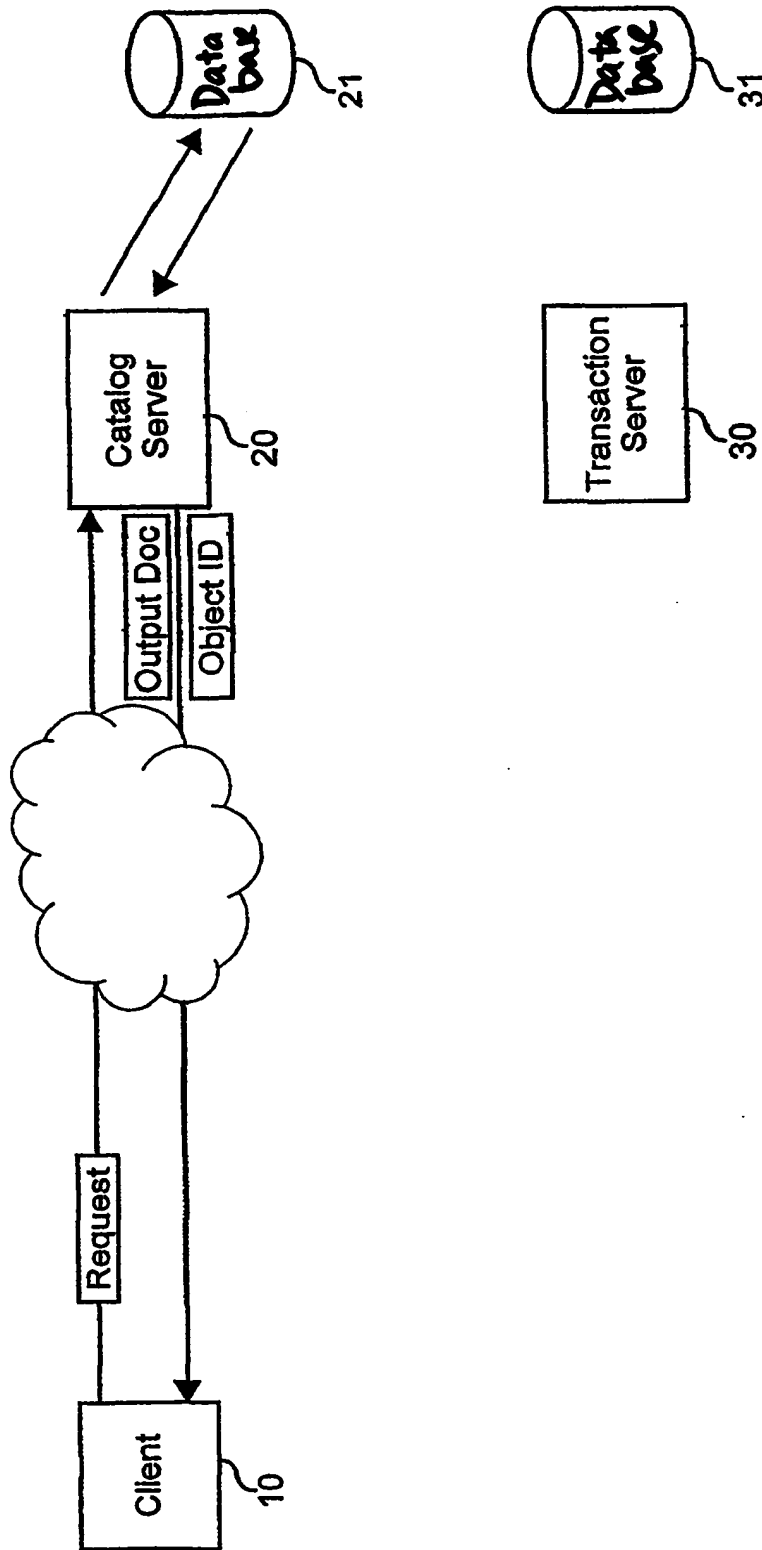 Client
10
Request
Output Doc
Object ID
Catalog
Server
20
Data
base
21
Transaction
Server
30
Data
base
31